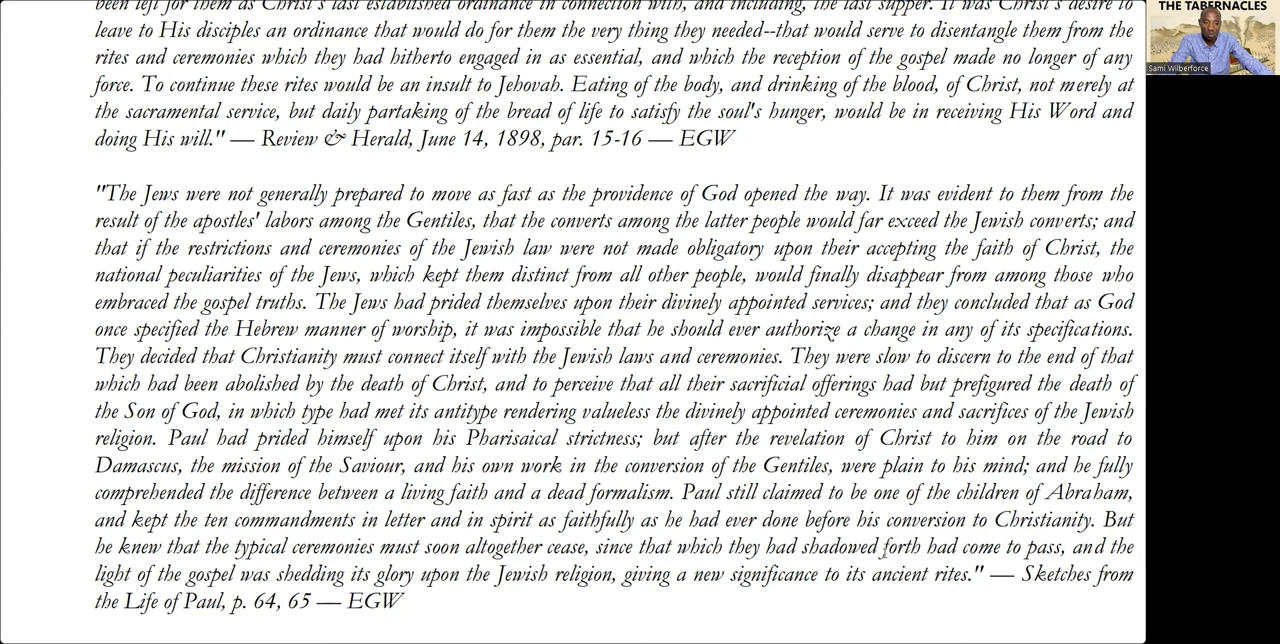 been left for them as Christ's last established ordinance in connection with, and including, the last supper. It was Christ's desire to
leave to His disciples an ordinance that would do for them the very thing they needed--that would serve to disentangle them from the
rites and ceremonies which they had hitherto engaged in as essential, and which the reception of the gospel made no longer of any
force. To continue these rites would be an insult to Jehovah. Eating of the body, and drinking of the blood, of Christ, not merely at
the sacramental service, but daily partaking of the bread of life to satisfy the soul's hunger, would be in receiving His Word and
doing His will." — Review & Herald, June 14, 1898, par. 15-16 — EGW
"The Jews were not generally prepared to move as fast as the providence of God opened the way. It was evident to them from the
result of the apostles' labors among the Gentiles, that the converts among the latter people would far exceed the Jewish converts; and
that if the restrictions and ceremonies of the Jewish law were not made obligatory upon their accepting the faith of Christ, the
national peculiarities of the Jews, which kept them distinct from all other people, would finally disappear from among those who
embraced the gospel truths. The Jews had prided themselves upon their divinely appointed services; and they concluded that as God
once specified the Hebrew manner of worship, it was impossible that he should ever authorize a change in any of its specifications.
They decided that Christianity must connect itself with the Jewish laws and ceremonies. They were slow to discern to the end of that
which had been abolished by the death of Christ, and to perceive that all their sacrificial offerings had but prefigured the death of
the Son of God, in which type had met its antitype rendering valueless the divinely appointed ceremonies and sacrifices of the Jewish
religion. Paul had prided himself upon his Pharisaical strictness; but after the revelation of Christ to him on the road to
Damascus, the mission of the Saviour, and his own work in the conversion of the Gentiles, were plain to his mind; and he fully
comprehended the difference between a living faith and a dead formalism. Paul still claimed to be one of the children of Abraham,
and kept the ten commandments in letter and in spirit as faithfully as he had ever done before his conversion to Christianity. But
he knew that the typical ceremonies must soon altogether cease, since that which they had shadowed forth had come to pass, and the
light of the gospel was shedding its glory upon the Jewish religion, giving a new significance to its ancient rites." — Sketches from
the Life of Paul, p. 64, 65 — EGW
THE TABERNACLES
Sami Wilberforce